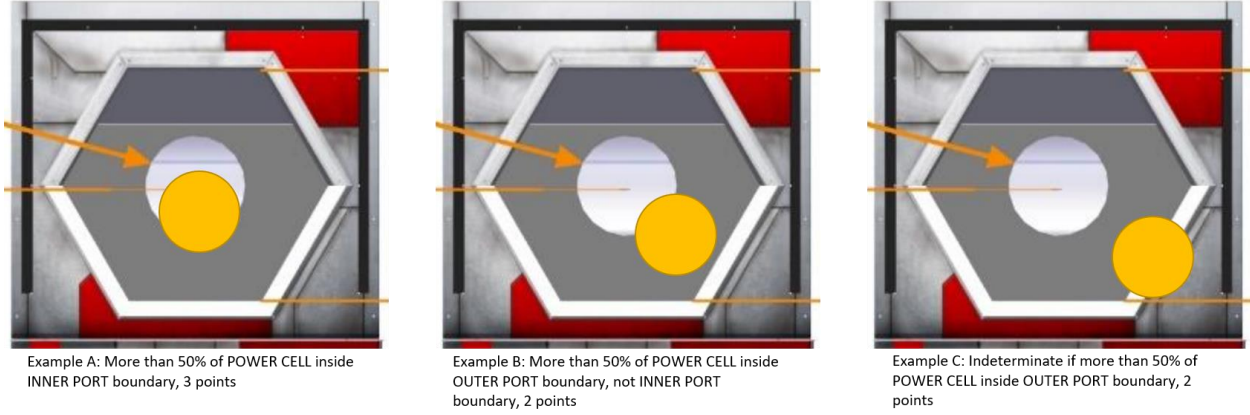 Example A: More than 50% of POWER CELL inside
INNER PORT boundary, 3 points
Example B: More than 50% of POWER CELL inside
OUTER PORT boundary, not INNER PORT
boundary, 2 points
Example C: Indeterminate if more than 50% of
POWER CELL inside OUTER PORT boundary, 2
points